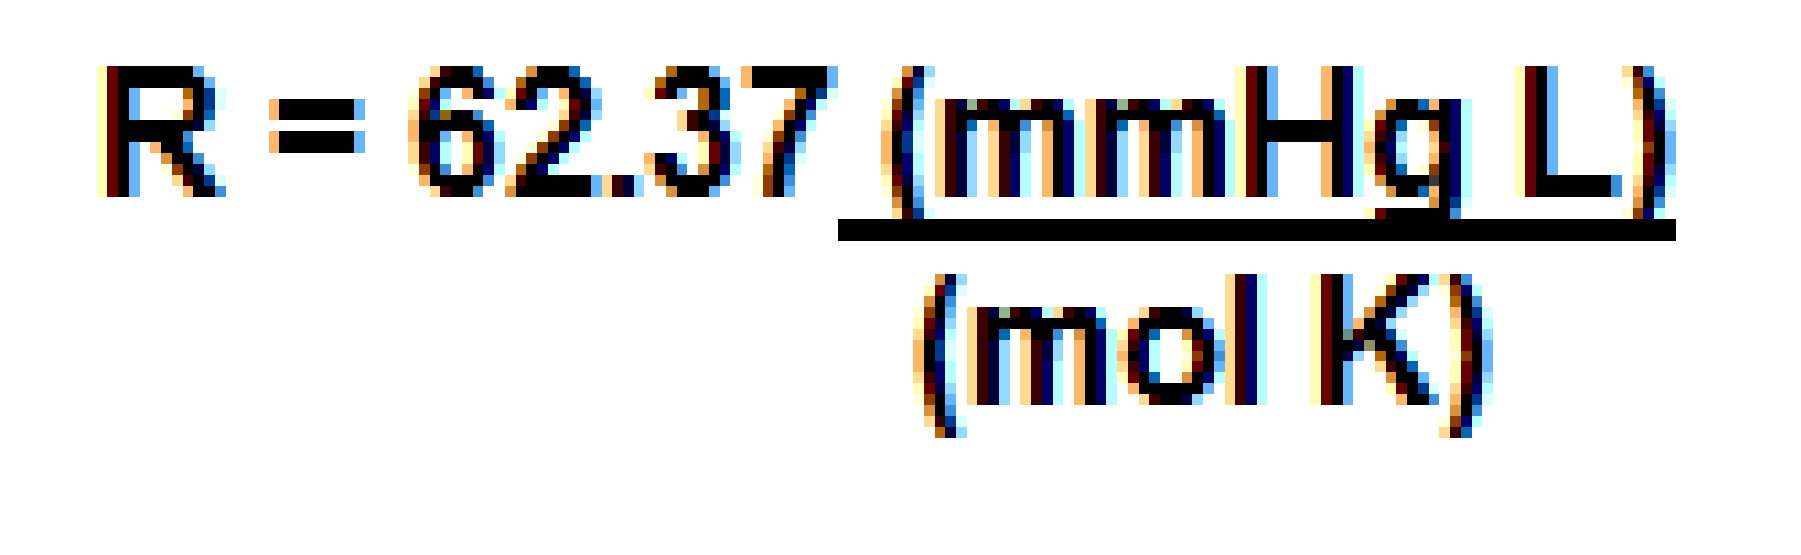 R = 62.37 (mmHg L)
(mol K)